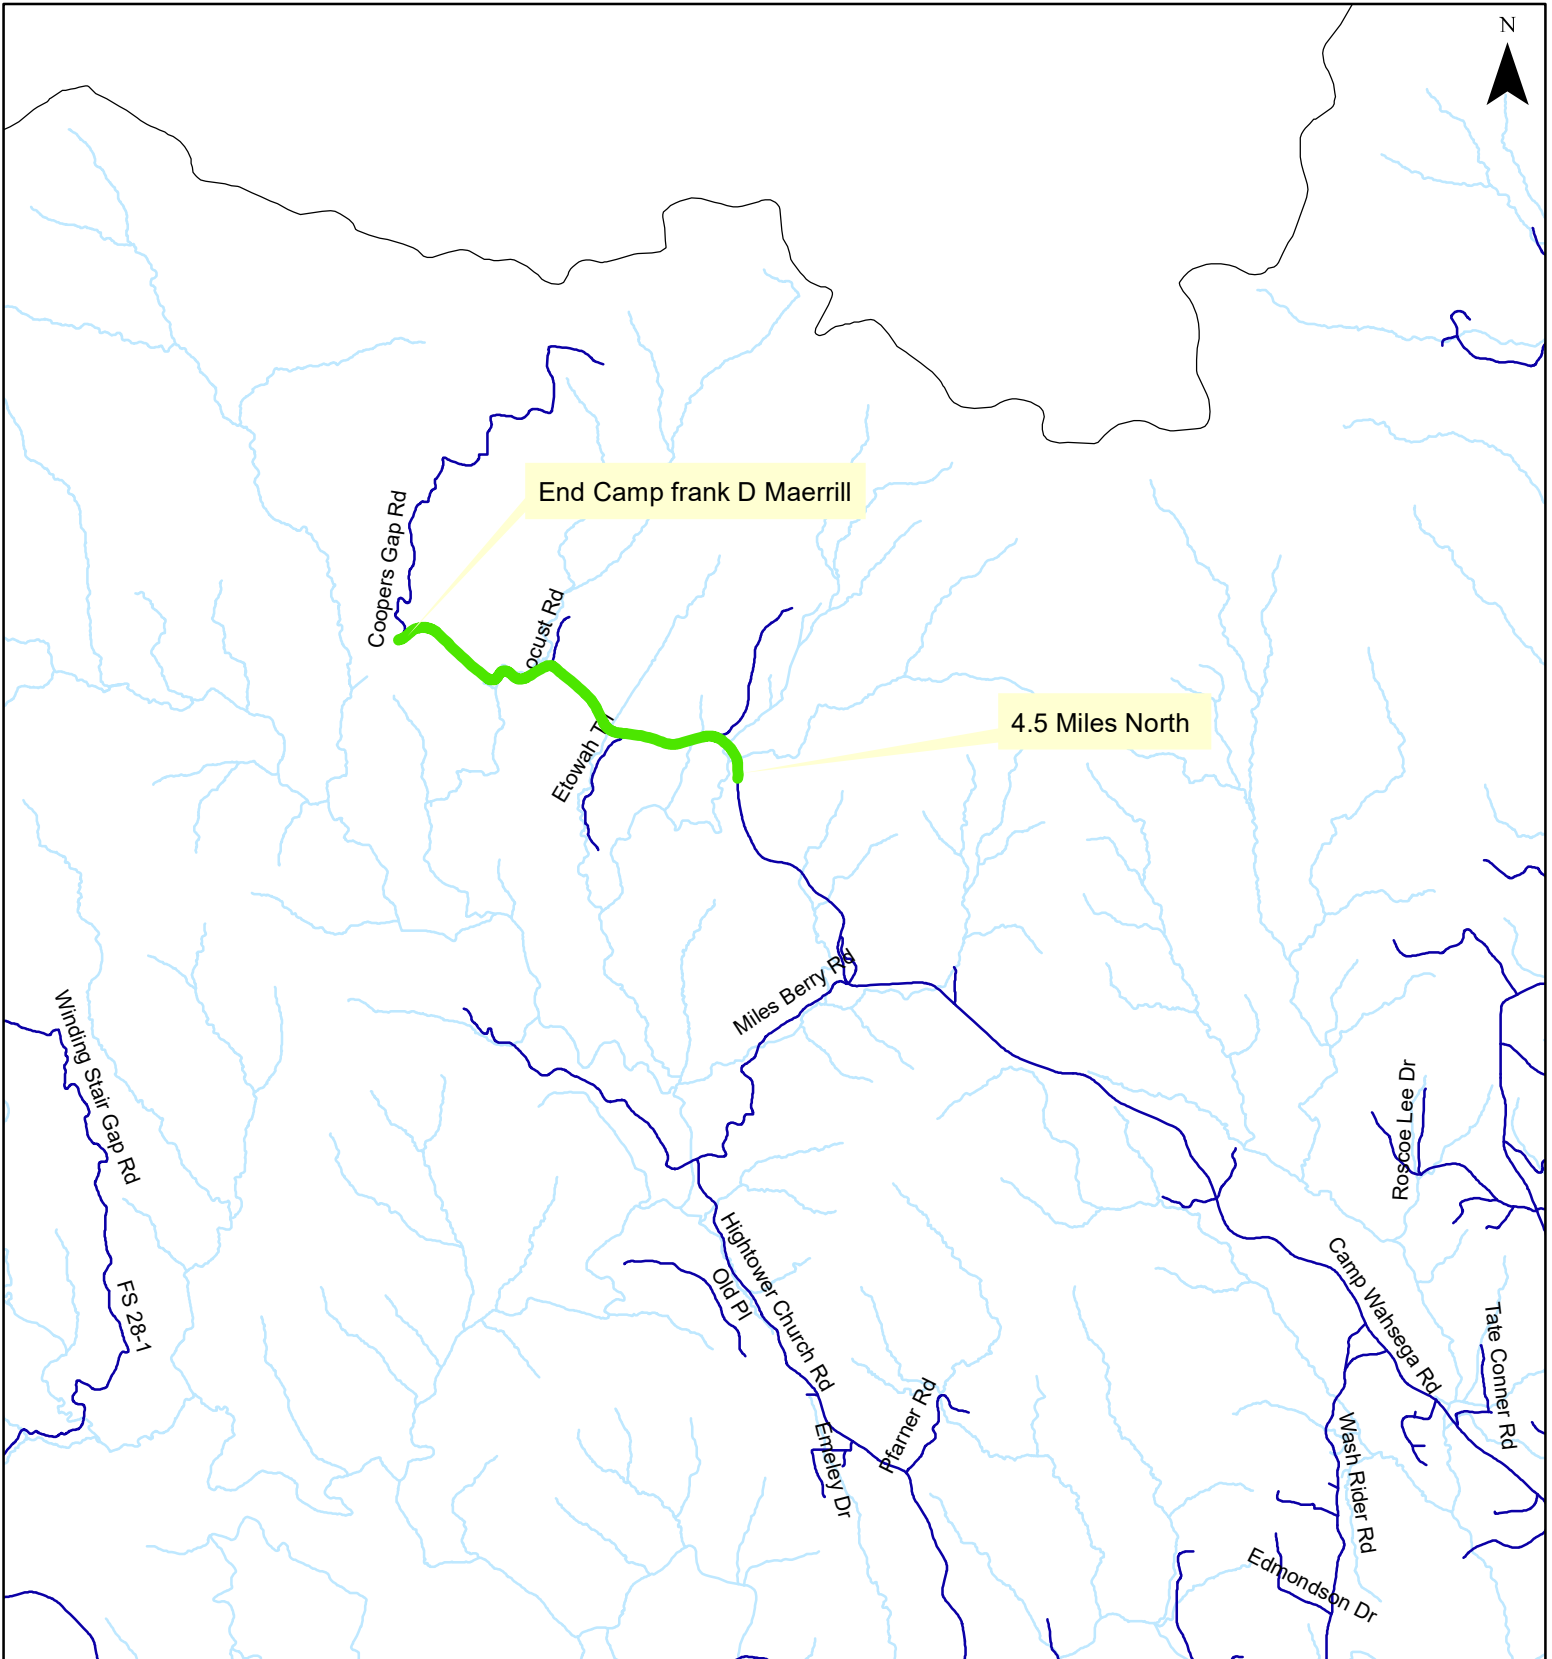 N
End Camp frank D Maerrill
Coopers Gap Rd
ocust Rd
4.5 Miles North
Etowah
Miles Berry Rd
Winding Stair Gap Rd
Roscoe Lee Dr
Hightower Church Rd
Old Pl
Camp Wahsega Rd
FS 28-1
Tate Conner Rd
Pfarner Rd
Emeley Dr
Wash Rider Rd
Edmondson Dr